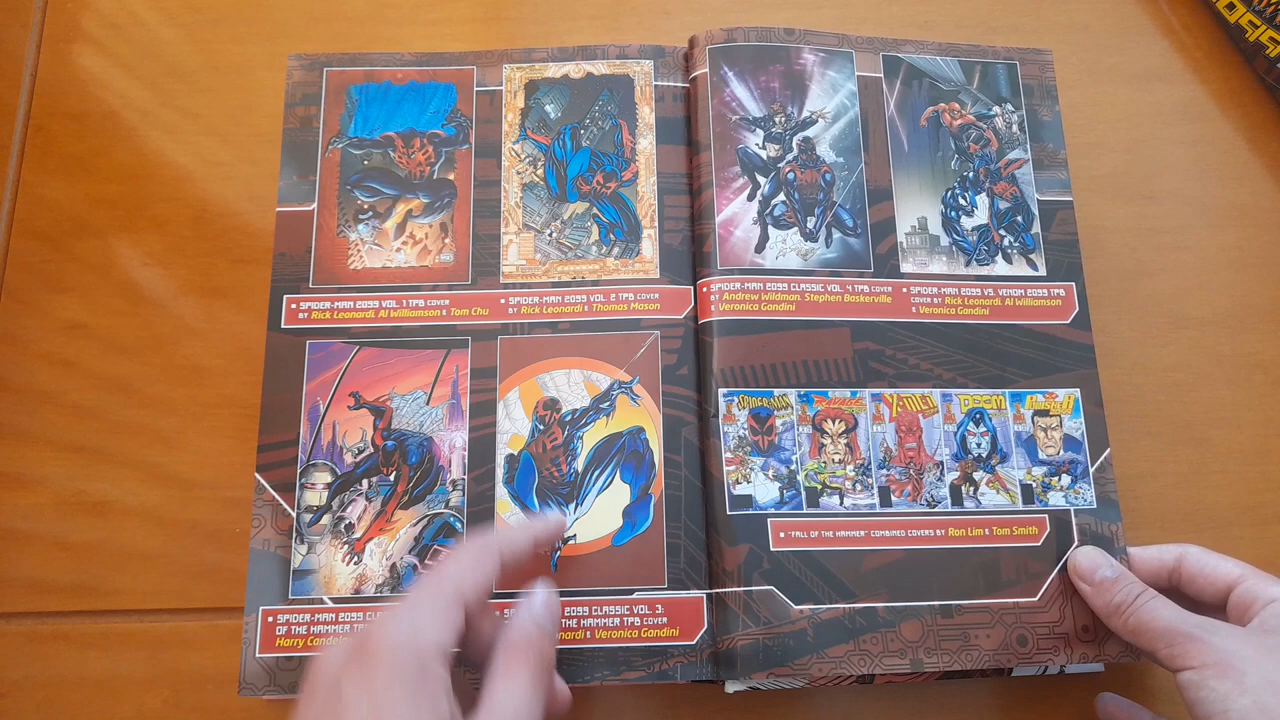 SPIDER-MAN 2099 VOL. 1 TPB COVER
BY Rick Leonardi, Al Williamson & Tom Chu
SPIDER-MAN 2099 VOL. 2 TPB COVER
BY Rick Leonardi & Thomas Mason
SPIDER-MAN 2099 CLASSIC VOL. 4 TPB COVER
BY Andrew Wildman, Stephen Baskerville
& Veronica Gandini
SPIDER-MAN 2099 VS. VENOM 2099 TPB
COVER BY Rick Leonardi, Al Williamson
& Veronica Gandini
SPIDER-MAN
RAVAGE
X-MEN
DOOM
PUNISHER
"FALL OF THE HAMMER" COMBINED COVERS BY Ron Lim & Tom Smith
SPIDER-MAN 2099
OF THE HAMMER
Harry
2099 CLASSIC VOL. 3:
THE HAMMER TPB COVER
& Veronica Gandini
2099